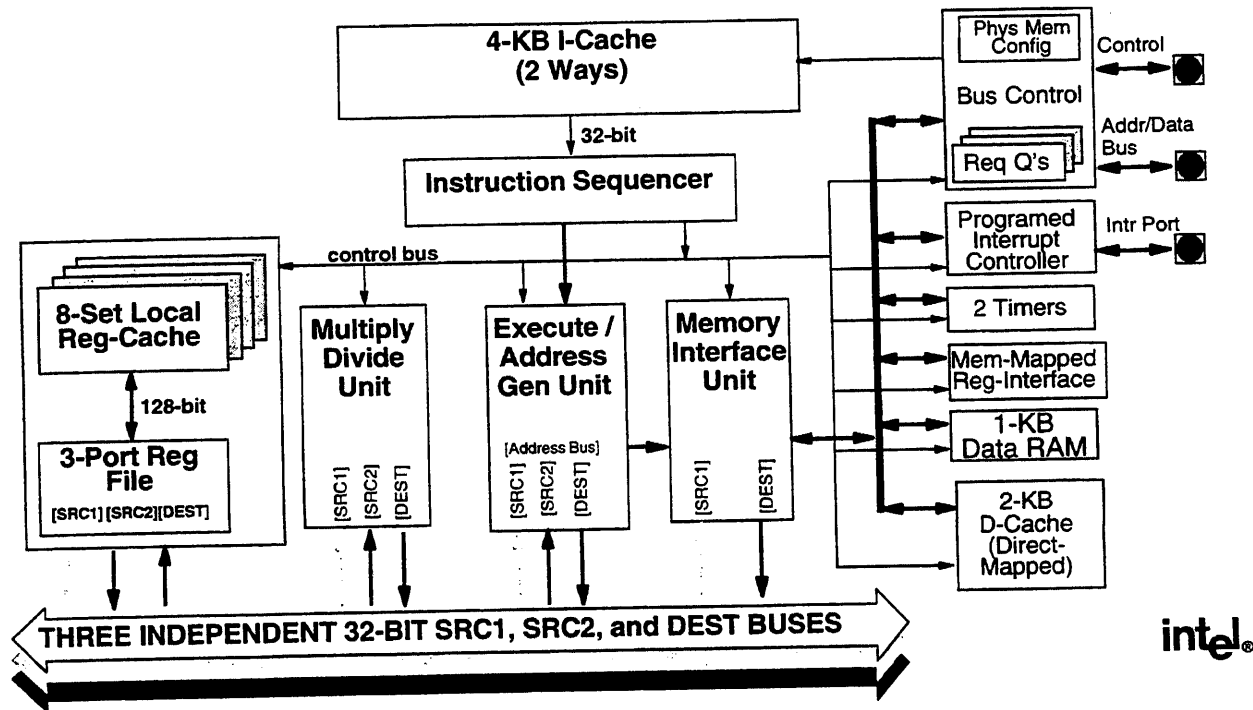 4-KB I-Cache
(2 Ways)
32-bit
Instruction Sequencer
control bus
8-Set Local
Reg-Cache
128-bit
3-Port Reg
File
[SRC1] [SRC2][DEST]
Multiply
Divide
Unit
[SRC1]
[SRC2]
[DEST]
Execute /
Address
Gen Unit
[Address Bus]
[SRC1]
[SRC2]
[DEST]
Memory
Interface
Unit
[SRC1]
[DEST]
Phys Mem
Config
Bus Control
Req Q's
Control
Addr/Data
Bus
Programed
Interrupt
Controller
Intr Port
2 Timers
Mem-Mapped
Reg-Interface
1-KB
Data RAM
2-KB
D-Cache
(Direct-
Mapped)
THREE INDEPENDENT 32-BIT SRC1, SRC2, and DEST BUSES
intel®